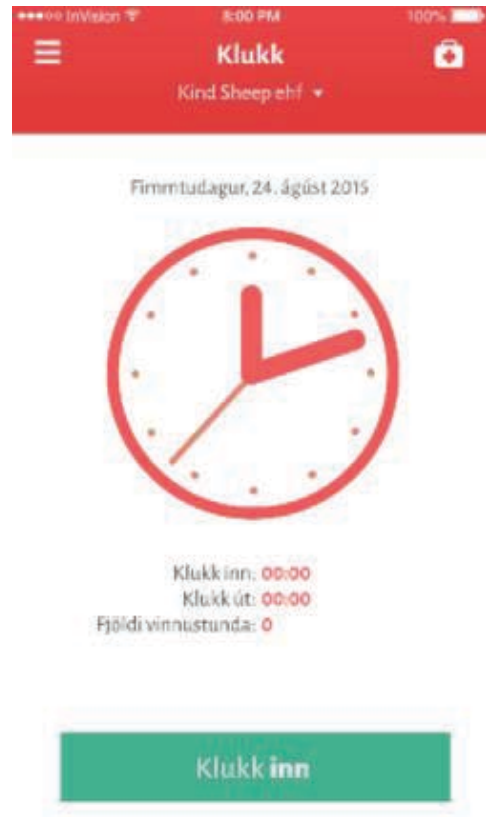 InVision 8:00 PM 100%
Klukk
Kind Sheep ehf
Fimmtudagur, 24. ágúst 2015
Klukk inn: 00:00
Klukk út: 00:00
Fjöldi vinnustunda: 0
Klukk inn